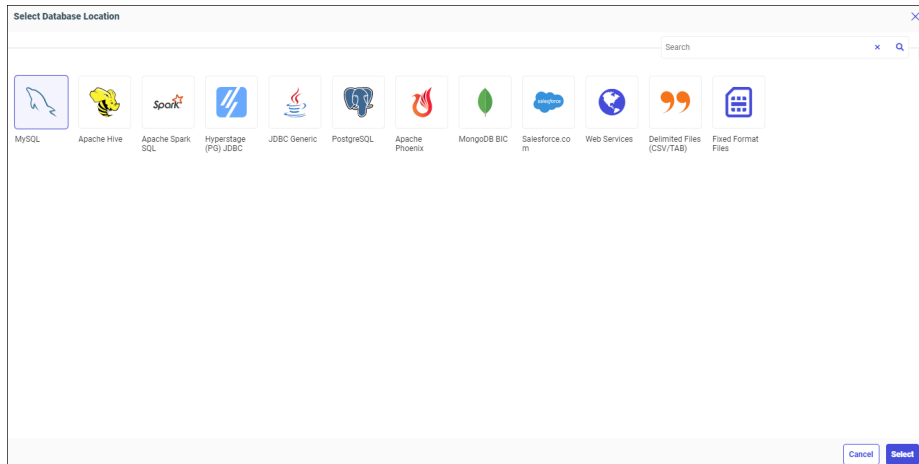 Select Database Location
Search
Spark
salesforce
MySQL
Apache Hive
Apache Spark
SQL
Hyperstage
(PG) JDBC
JDBC Generic
PostgreSQL
Apache
Phoenix
MongoDB BIC
Salesforce.co
m
Web Services
Delimited Files
(CSV/TAB)
Fixed Format
Files
Cancel
Select